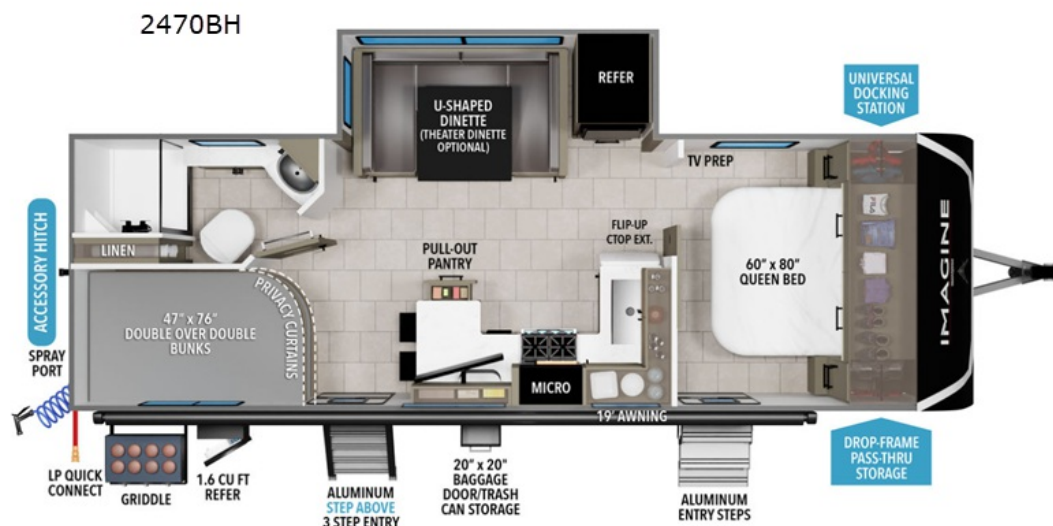 2470BH
REFER
U-SHAPED
DINETTE
(THEATER DINETTE
OPTIONAL)
UNIVERSAL
DOCKING
STATION
TV PREP
ACCESSORY HITCH
LINEN
FLIP-UP
CTOP EXT.
PULL-OUT
PANTRY
60" x 80"
QUEEN BED
IMAGINE
47" x 76"
DOUBLE OVER DOUBLE
BUNKS
PRIVACY CURTAINS
SPRAY
PORT
MICRO
19' AWNING
DROP-FRAME
PASS-THRU
STORAGE
LP QUICK
CONNECT
GRIDDLE
1.6 CU FT
REFER
ALUMINUM
STEP ABOVE
3 STEP ENTRY
20" x 20"
BAGGAGE
DOOR/TRASH
CAN STORAGE
ALUMINUM
ENTRY STEPS